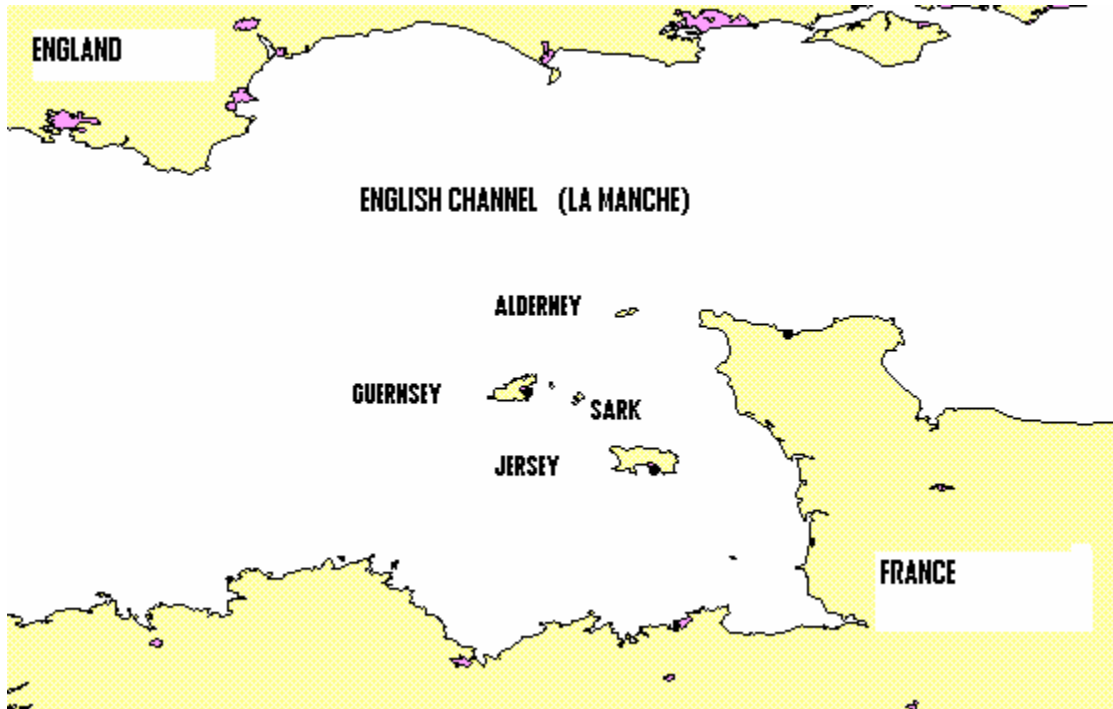 ENGLAND
ENGLISH CHANNEL (LA MANCHE)
ALDERNEY
GUERNSEY
SARK
JERSEY
FRANCE